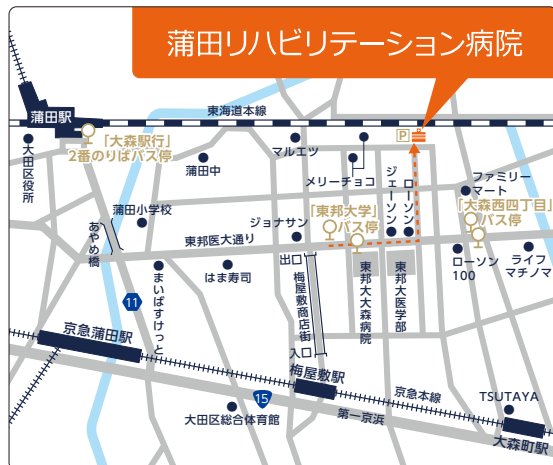 蒲田リハビリテーション病院
蒲田駅
東海道本線
P
「大森駅行」
2番のりばバス停
大田区役所
マルエツ
メリーチョコ
蒲田中
ジェーソン
ローソン
ファミリー
マート
「大森西四丁目」
バス停
蒲田小学校
ジョナサン
「東邦大学」
バス停
あやめ橋
東邦医大通り
はま寿司
まいばすけっと
出口
梅屋敷商店街
入口
東邦大大森病院
東邦大医学部
ローソン
100
ライフ
マチノマ
11
京急蒲田駅
梅屋敷駅
京急本線
15
第一京浜
大田区総合体育館
TSUTAYA
大森町駅